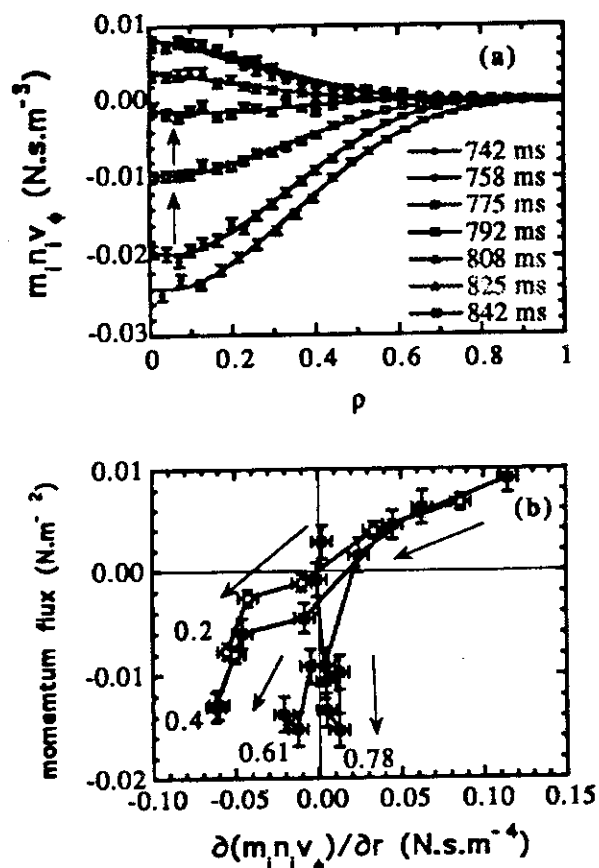 0.01
(a)
0.00
-0.01
-0.02
-0.03
m_i n_i v_ϕ (N.s.m^-3)
742 ms
758 ms
775 ms
792 ms
808 ms
825 ms
842 ms
0 0.2 0.4 0.6 0.8 1
ρ
0.01
(b)
0.00
-0.01
-0.02
momemtum flux (N.m^-2)
0.2
0.4
0.61
0.78
-0.10 -0.05 0.00 0.05 0.10 0.15
∂(m_i n_i v_ϕ)/∂r (N.s.m^-4)